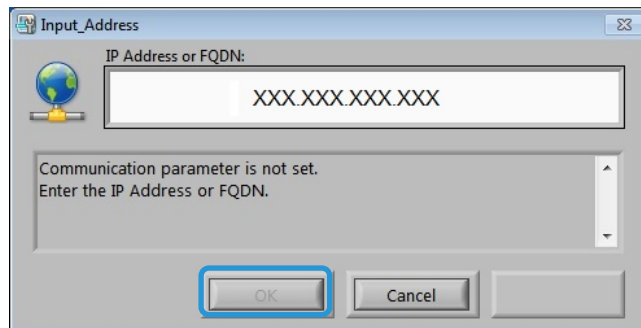 Input_Address
IP Address or FQDN:
XXX.XXX.XXX.XXX
Communication parameter is not set.
Enter the IP Address or FQDN.
OK
Cancel